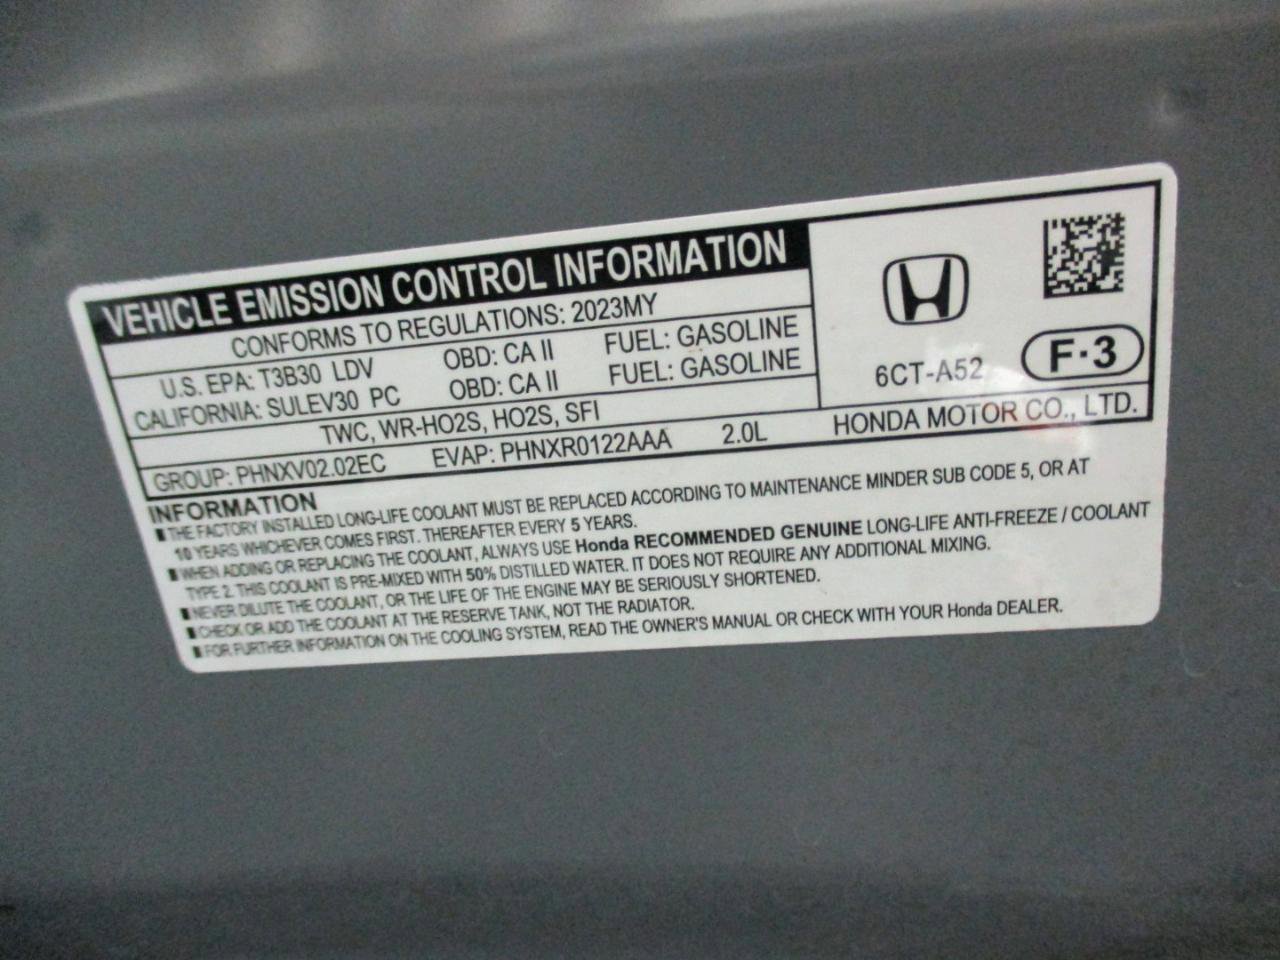 VEHICLE EMISSION CONTROL INFORMATION
CONFORMS TO REGULATIONS: 2023MY
U.S. EPA: T3B30 LDV OBD: CA II FUEL: GASOLINE
CALIFORNIA: SULEV30 PC OBD: CA II FUEL: GASOLINE
TWC, WR-HO2S, HO2S, SFI
6CT-A52 F·3
GROUP: PHNXV02.02EC EVAP: PHNXR0122AAA 2.0L HONDA MOTOR CO., LTD.
INFORMATION
THE FACTORY INSTALLED LONG-LIFE COOLANT MUST BE REPLACED ACCORDING TO MAINTENANCE MINDER SUB CODE 5, OR AT
10 YEARS WHICHEVER COMES FIRST. THEREAFTER EVERY 5 YEARS.
WHEN ADDING OR REPLACING THE COOLANT, ALWAYS USE Honda RECOMMENDED GENUINE LONG-LIFE ANTI-FREEZE / COOLANT
TYPE 2. THIS COOLANT IS PRE-MIXED WITH 50% DISTILLED WATER. IT DOES NOT REQUIRE ANY ADDITIONAL MIXING.
NEVER DILUTE THE COOLANT, OR THE LIFE OF THE ENGINE MAY BE SERIOUSLY SHORTENED.
CHECK OR ADD THE COOLANT AT THE RESERVE TANK, NOT THE RADIATOR.
FOR FURTHER INFORMATION ON THE COOLING SYSTEM, READ THE OWNER'S MANUAL OR CHECK WITH YOUR Honda DEALER.